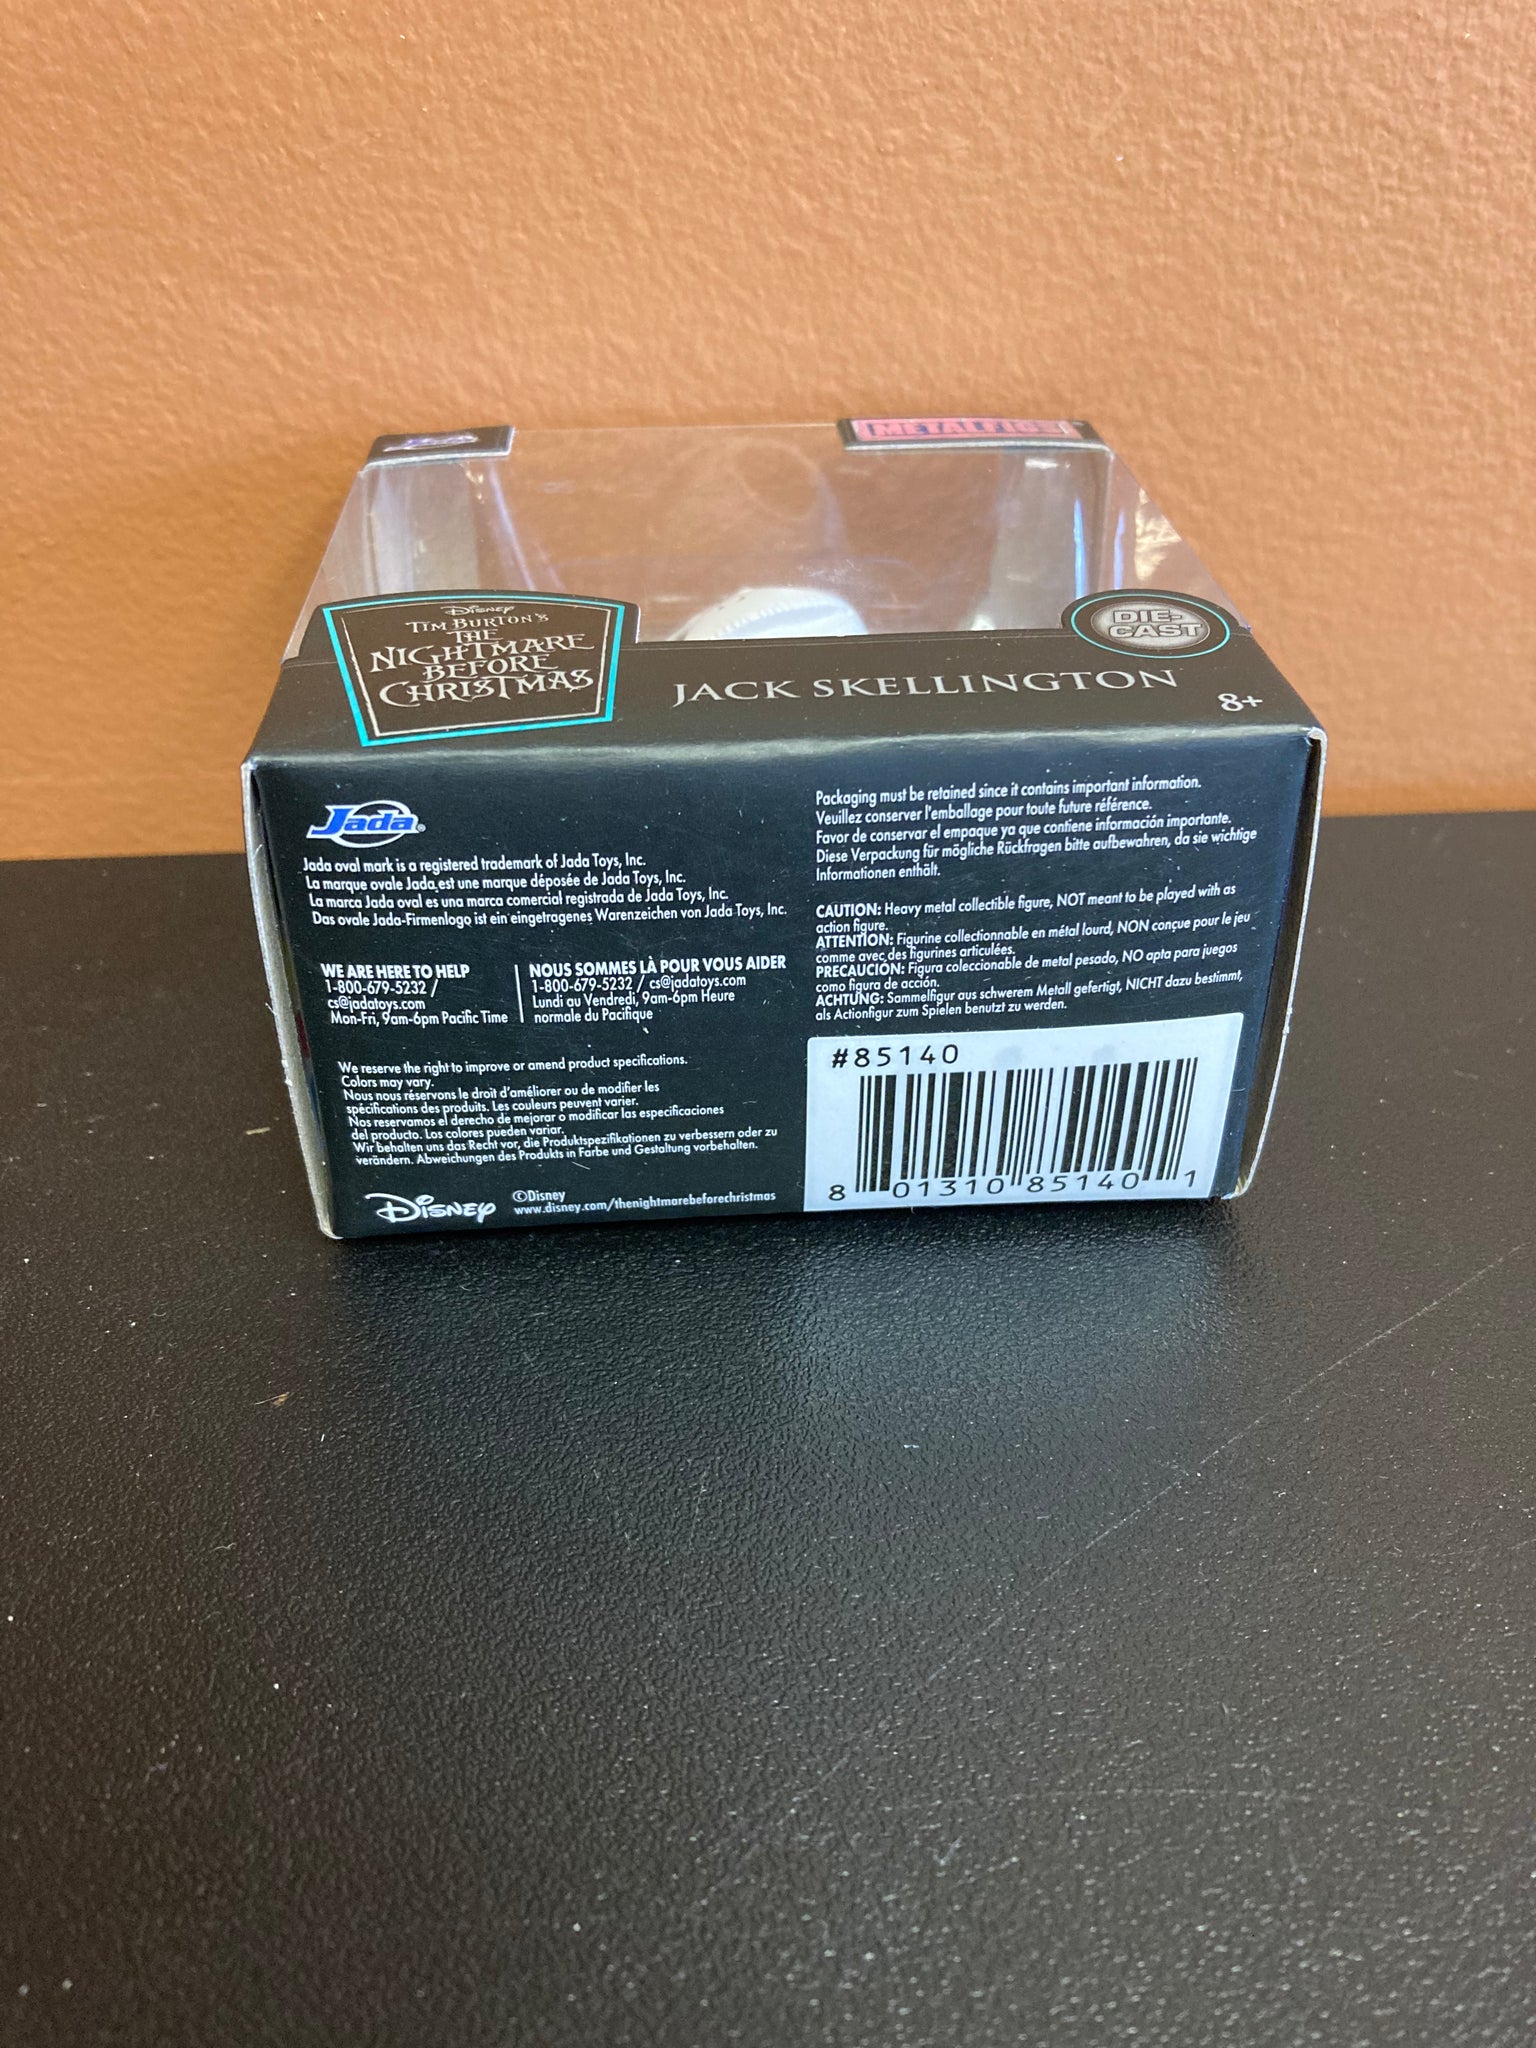 Jada
METALFIGS
Disney
TIM BURTON'S
THE
NIGHTMARE
BEFORE
CHRISTMAS
DIE-
CAST
JACK SKELLINGTON
8+
Jada®
Jada oval mark is a registered trademark of Jada Toys, Inc.
La marque ovale Jada est une marque déposée de Jada Toys, Inc.
La marca Jada oval es una marca comercial registrada de Jada Toys, Inc.
Das ovale Jada-Firmenlogo ist ein eingetragenes Warenzeichen von Jada Toys, Inc.
WE ARE HERE TO HELP
1-800-679-5232 /
cs@jadatoys.com
Mon-Fri, 9am-6pm Pacific Time
NOUS SOMMES LÀ POUR VOUS AIDER
1-800-679-5232 / cs@jadatoys.com
Lundi au Vendredi, 9am-6pm Heure
normale du Pacifique
We reserve the right to improve or amend product specifications.
Colors may vary.
Nous nous réservons le droit d'améliorer ou de modifier les
spécifications des produits. Les couleurs peuvent varier.
Nos reservamos el derecho de mejorar o modificar las especificaciones
del producto. Los colores pueden variar.
Wir behalten uns das Recht vor, die Produktspezifikationen zu verbessern oder zu
verändern. Abweichungen des Produkts in Farbe und Gestaltung vorbehalten.
Disney
©Disney
www.disney.com/thenightmarebeforechristmas
Packaging must be retained since it contains important information.
Veuillez conserver l'emballage pour toute future référence.
Favor de conservar el empaque ya que contiene información importante.
Diese Verpackung für mögliche Rückfragen bitte aufbewahren, da sie wichtige
Informationen enthält.
CAUTION: Heavy metal collectible figure, NOT meant to be played with as
action figure.
ATTENTION: Figurine collectionnable en métal lourd, NON conçue pour le jeu
comme avec des figurines articulées.
PRECAUCIÓN: Figura coleccionable de metal pesado, NO apta para juegos
como figura de acción.
ACHTUNG: Sammelfigur aus schwerem Metall gefertigt, NICHT dazu bestimmt,
als Actionfigur zum Spielen benutzt zu werden.
#85140
8 01310 85140 1